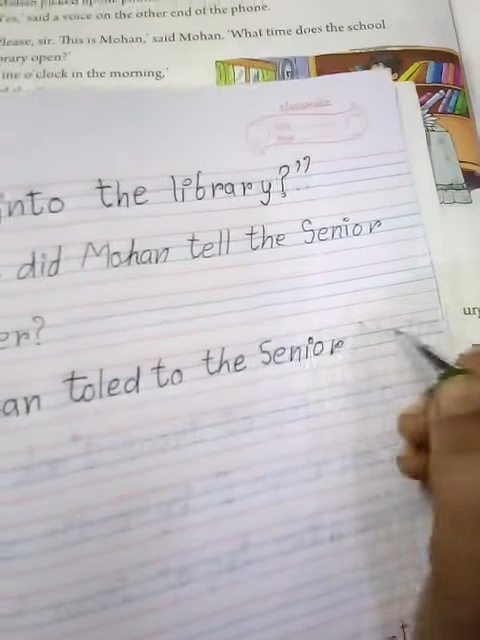 Yes,' said a voice on the other end of the phone.
Please, sir. This is Mohan,' said Mohan. 'What time does the school
brary open?'
ine o'clock in the morning,'
classmate
into the library?"
did Mohan tell the Senior
er?
an toled to the Senior